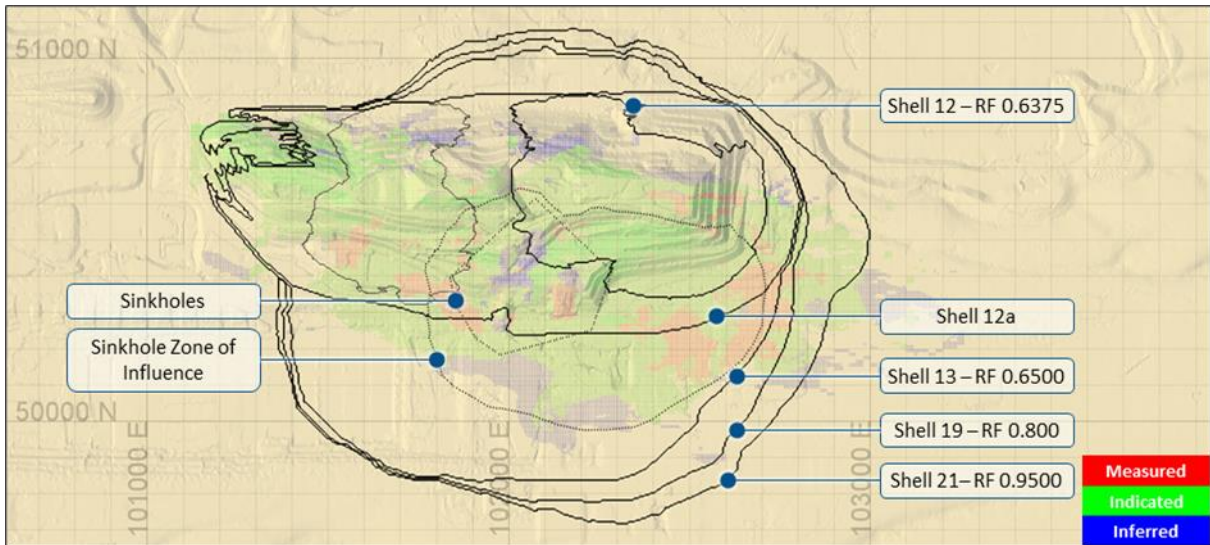 51000 N
Shell 12 – RF 0.6375
Sinkholes
Shell 12a
Sinkhole Zone of
Influence
Shell 13 – RF 0.6500
50000 N
Shell 19 – RF 0.800
Shell 21– RF 0.9500
101000 E
102000 E
103000 E
Measured
Indicated
Inferred